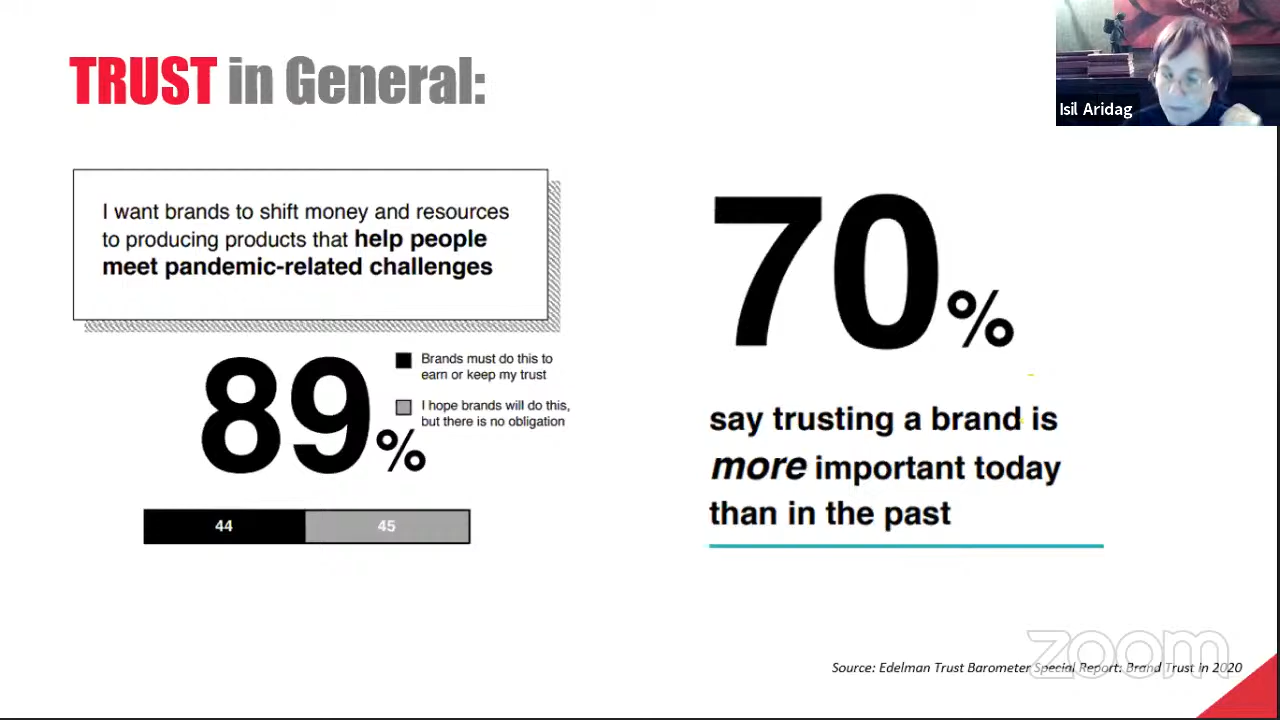 TRUST in General:
Isil Aridag
I want brands to shift money and resources
to producing products that help people
meet pandemic-related challenges
89%
Brands must do this to
earn or keep my trust
I hope brands will do this,
but there is no obligation
44 45
70%
say trusting a brand is
more important today
than in the past
zoom
Source: Edelman Trust Barometer Special Report: Brand Trust in 2020